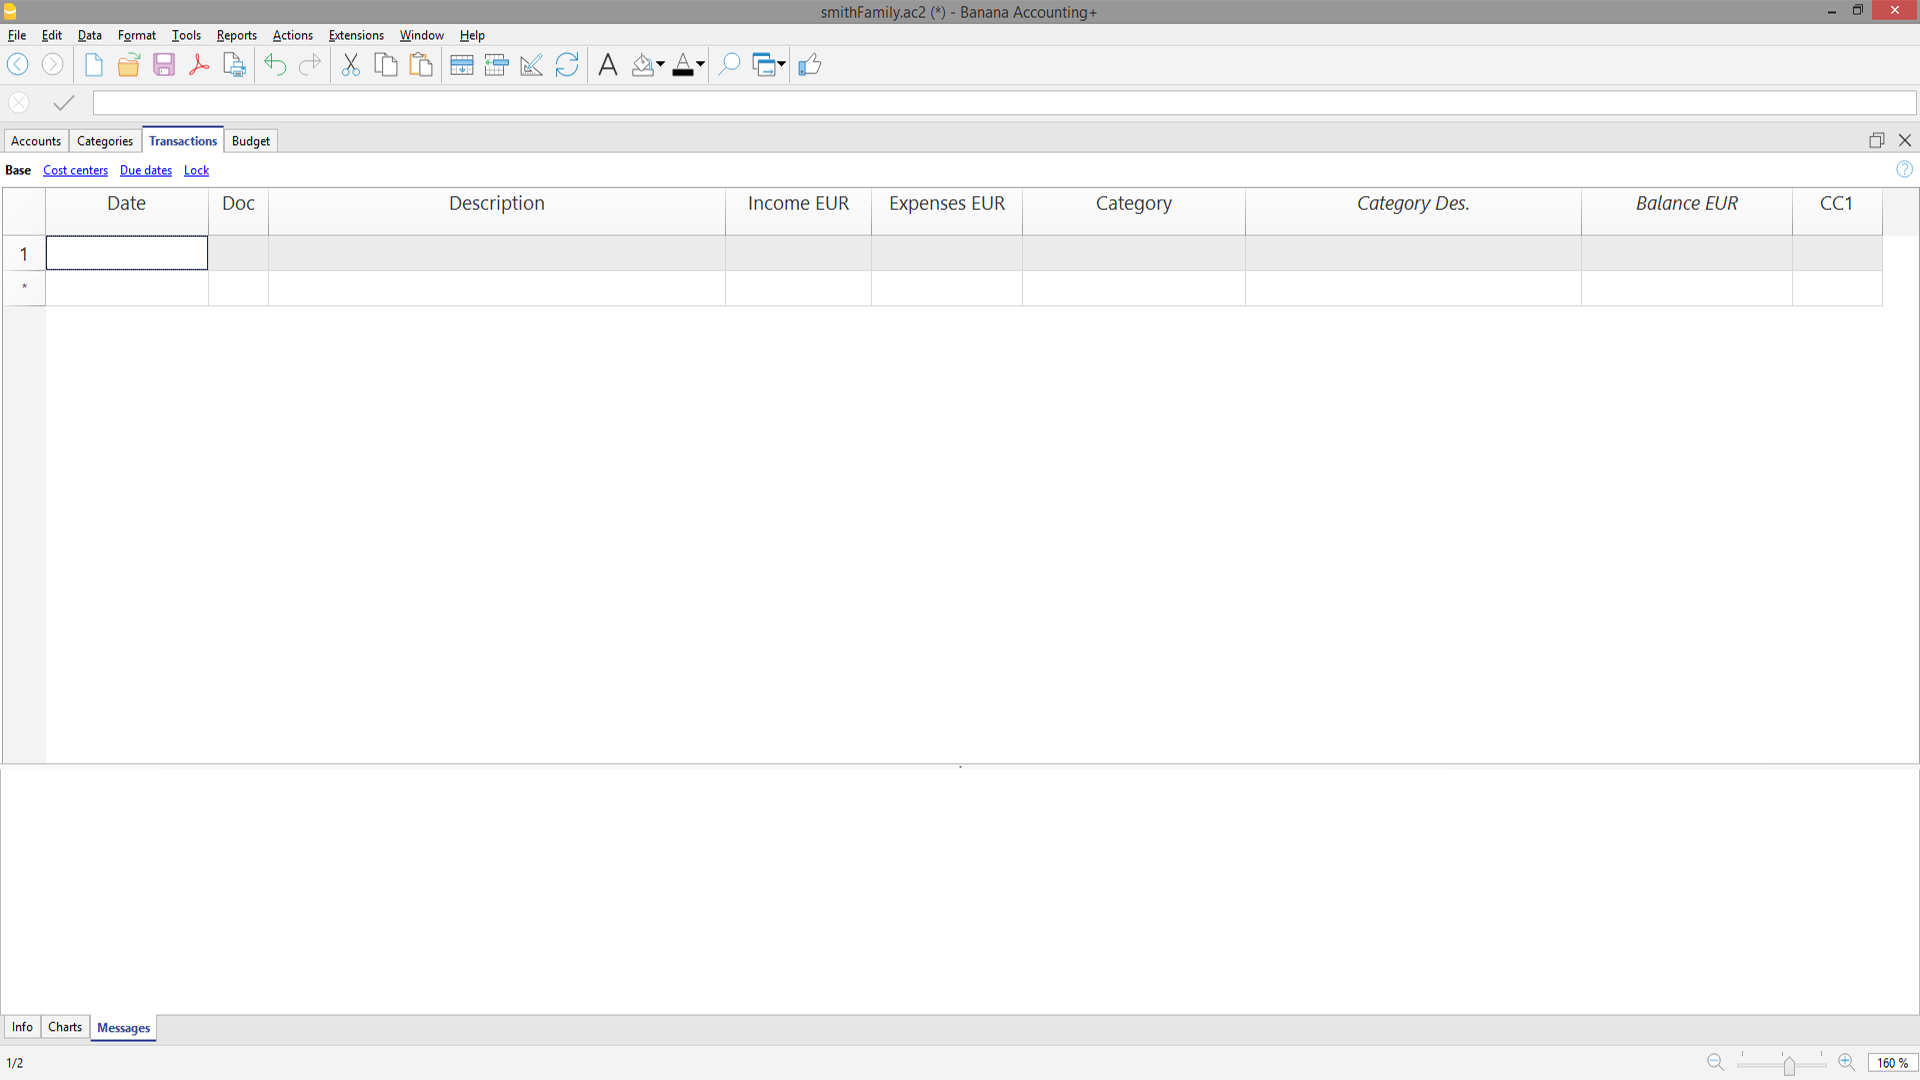 smithFamily.ac2 (*) - Banana Accounting+
File Edit Data Format Tools Reports Actions Extensions Window Help
Accounts Categories Transactions Budget
Base Cost centers Due dates Lock
Date Doc Description Income EUR Expenses EUR Category Category Des. Balance EUR CC1
1
*
Info Charts Messages
1/2 160 %